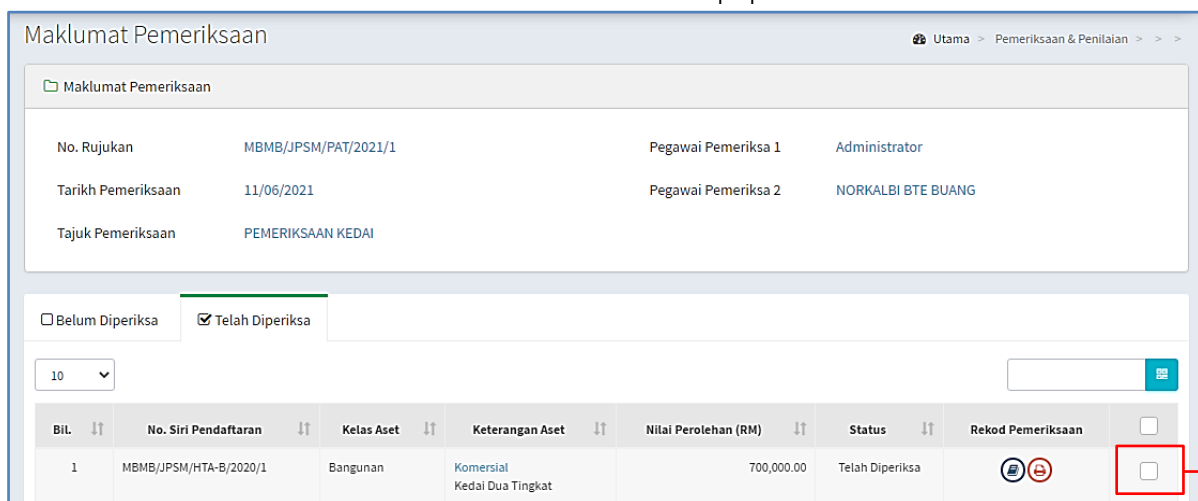 Maklumat Pemeriksaan
Utama > Pemeriksaan & Penilaian > > >
Maklumat Pemeriksaan
No. Rujukan MBMB/JPSM/PAT/2021/1 Pegawai Pemeriksa 1 Administrator
Tarikh Pemeriksaan 11/06/2021 Pegawai Pemeriksa 2 NORKALBI BTE BUANG
Tajuk Pemeriksaan PEMERIKSAAN KEDAI
Belum Diperiksa Telah Diperiksa
10
Bil. No. Siri Pendaftaran Kelas Aset Keterangan Aset Nilai Perolehan (RM) Status Rekod Pemeriksaan
1 MBMB/JPSM/HTA-B/2020/1 Bangunan Komersial 700,000.00 Telah Diperiksa
Kedai Dua Tingkat